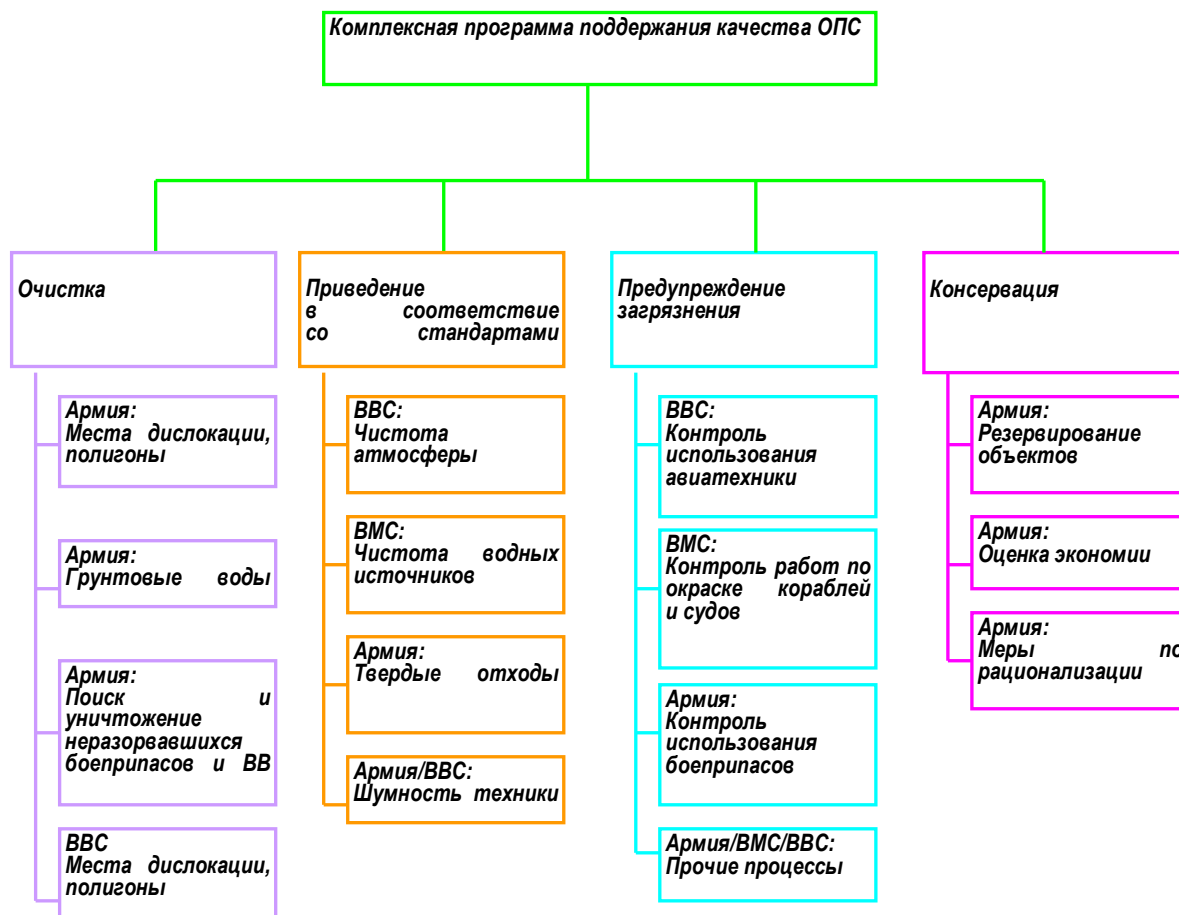 Комплексная программа поддержания качества ОПС
Очистка
Приведение
в соответствие
со стандартами
Предупреждение
загрязнения
Консервация
Армия:
Места дислокации,
полигоны
Армия:
Грунтовые воды
Армия:
Поиск и
уничтожение
неразорвавшихся
боеприпасов и ВВ
ВВС
Места дислокации,
полигоны
ВВС:
Чистота
атмосферы
ВМС:
Чистота водных
источников
Армия:
Твердые отходы
Армия/ВВС:
Шумность техники
ВВС:
Контроль
использования
авиатехники
ВМС:
Контроль работ по
окраске кораблей
и судов
Армия:
Контроль
использования
боеприпасов
Армия/ВМС/ВВС:
Прочие процессы
Армия:
Резервирование
объектов
Армия:
Оценка экономии
Армия:
Меры по
рационализации